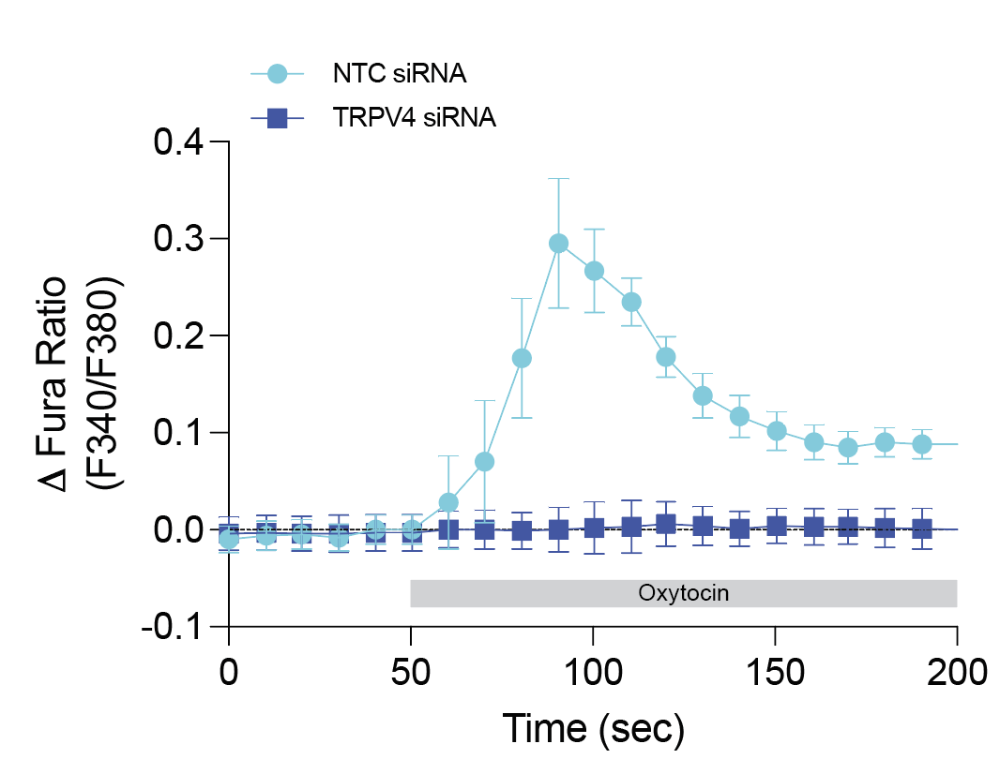 NTC siRNA
TRPV4 siRNA
Δ Fura Ratio
(F340/F380)
0.4
0.3
0.2
0.1
0.0
-0.1
Oxytocin
0 50 100 150 200
Time (sec)